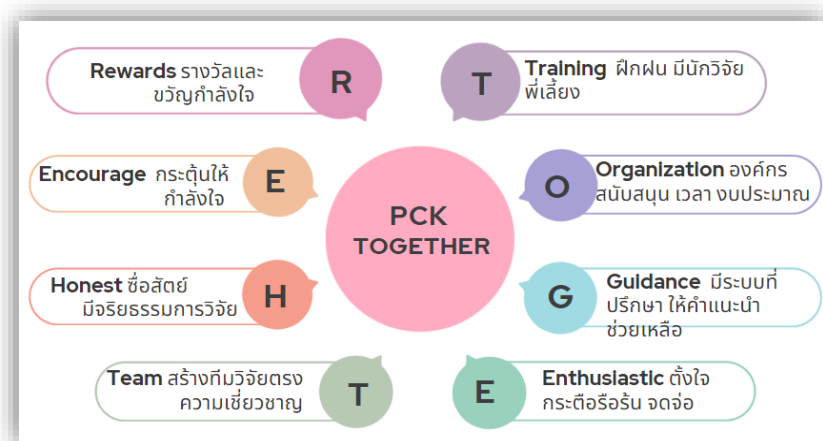 PCK
TOGETHER
T
Training ฝึกฝน มีนักวิจัย
พี่เลี้ยง
O
Organization องค์กร
สนับสนุน เวลา งบประมาณ
G
Guidance มีระบบที่
ปรึกษา ให้คำแนะนำ
ช่วยเหลือ
E
Enthusiastic ตั้งใจ
กระตือรือร้น จดจ่อ
T
Team สร้างทีมวิจัยตรง
ความเชี่ยวชาญ
H
Honest ซื่อสัตย์
มีจริยธรรมการวิจัย
E
Encourage กระตุ้นให้
กำลังใจ
R
Rewards รางวัลและ
ขวัญกำลังใจ